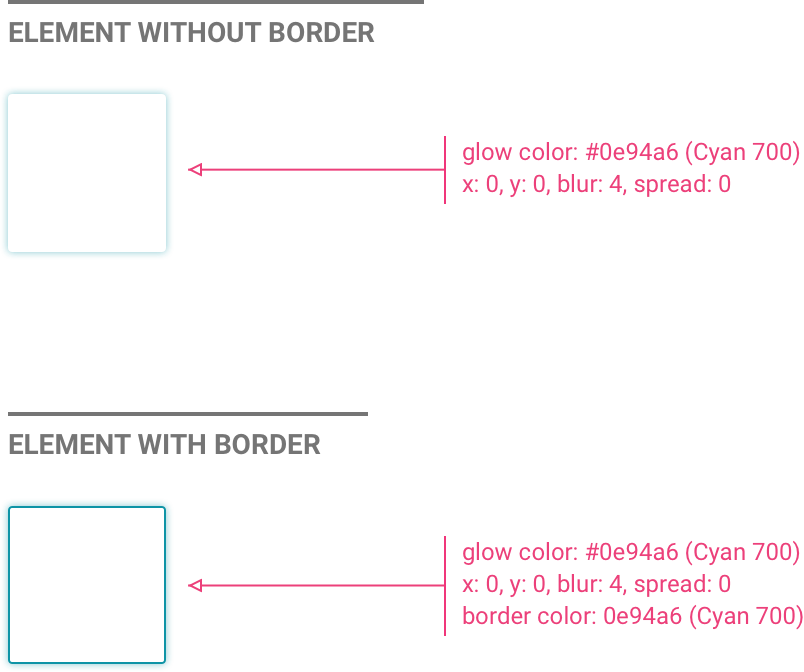 ELEMENT WITHOUT BORDER
glow color: #0e94a6 (Cyan 700)
x: 0, y: 0, blur: 4, spread: 0
ELEMENT WITH BORDER
glow color: #0e94a6 (Cyan 700)
x: 0, y: 0, blur: 4, spread: 0
border color: 0e94a6 (Cyan 700)